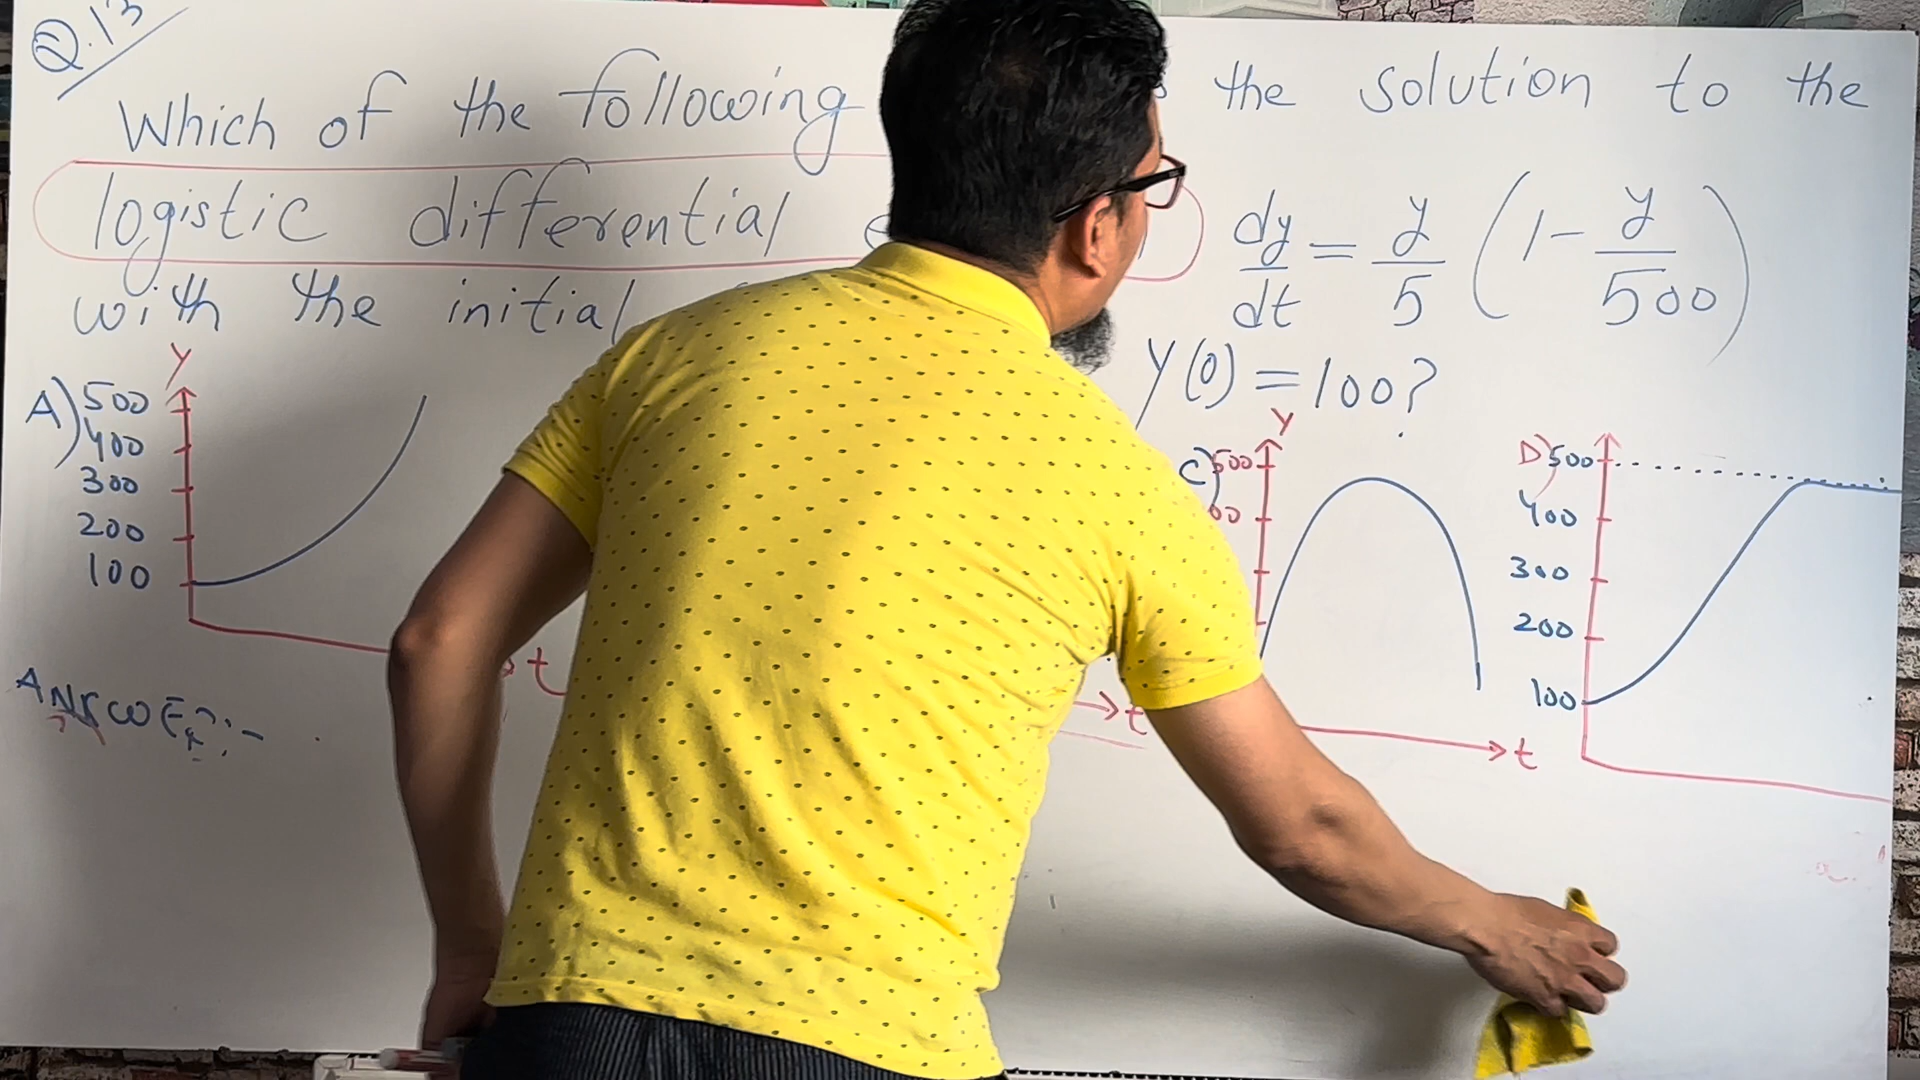 Q.13
Which of the following the solution to the
logistic differential dy/dt = y/5 (1 - y/500)
with the initial y(0) = 100?
A) y
500
400
300
200
100
t
t
C) y
500
t
D) 500
400
300
200
100
ANSWER:-